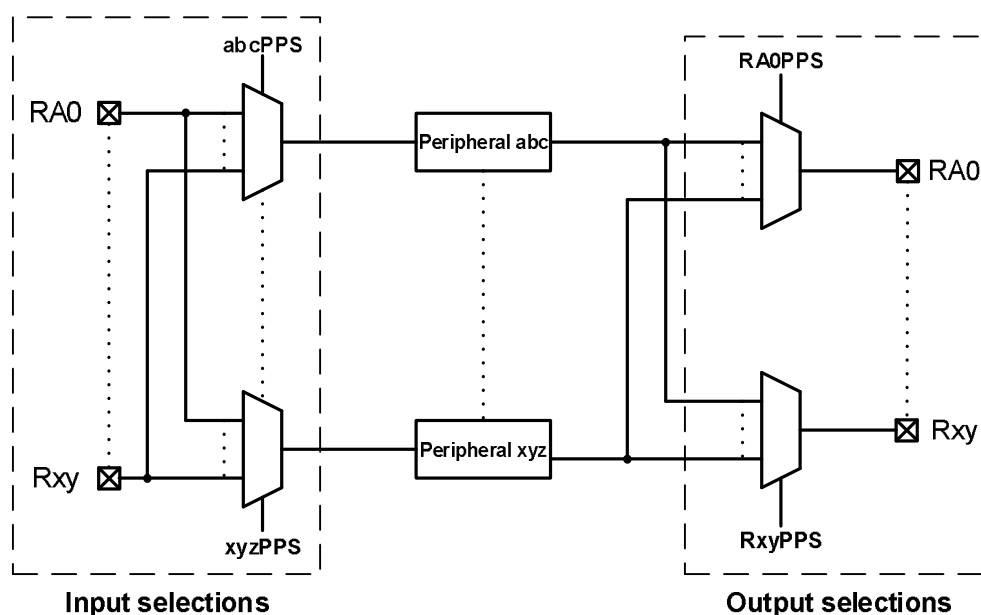 abcPPS
RA0PPS
RA0
Peripheral abc
RA0
Rxy
Peripheral xyz
Rxy
xyzPPS
RxyPPS
Input selections
Output selections